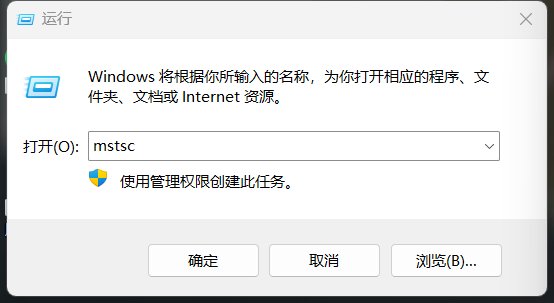 运行
Windows 将根据你所输入的名称，为你打开相应的程序、文
件夹、文档或 Internet 资源。
打开(O): mstsc
使用管理权限创建此任务。
确定 取消 浏览(B)...